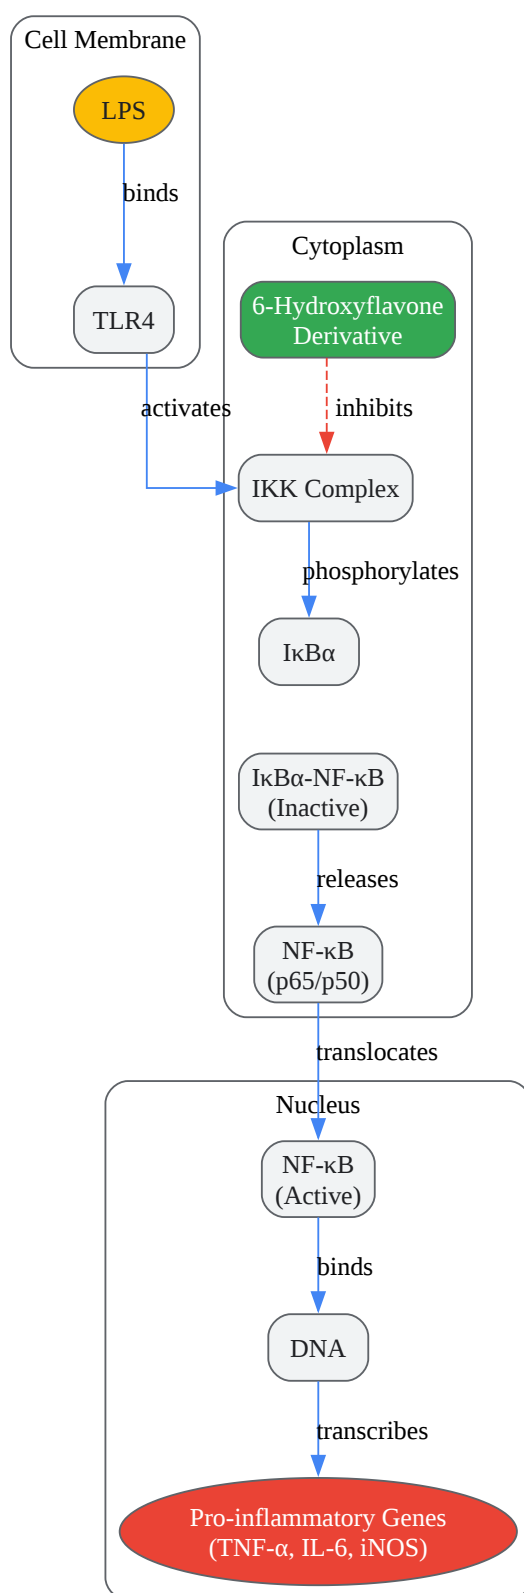 Cell Membrane
LPS
binds
TLR4
activates
Cytoplasm
6-Hydroxyflavone
Derivative
inhibits
IKK Complex
phosphorylates
IκBα
IκBα-NF-κB
(Inactive)
releases
NF-κB
(p65/p50)
translocates
Nucleus
NF-κB
(Active)
binds
DNA
transcribes
Pro-inflammatory Genes
(TNF-α, IL-6, iNOS)